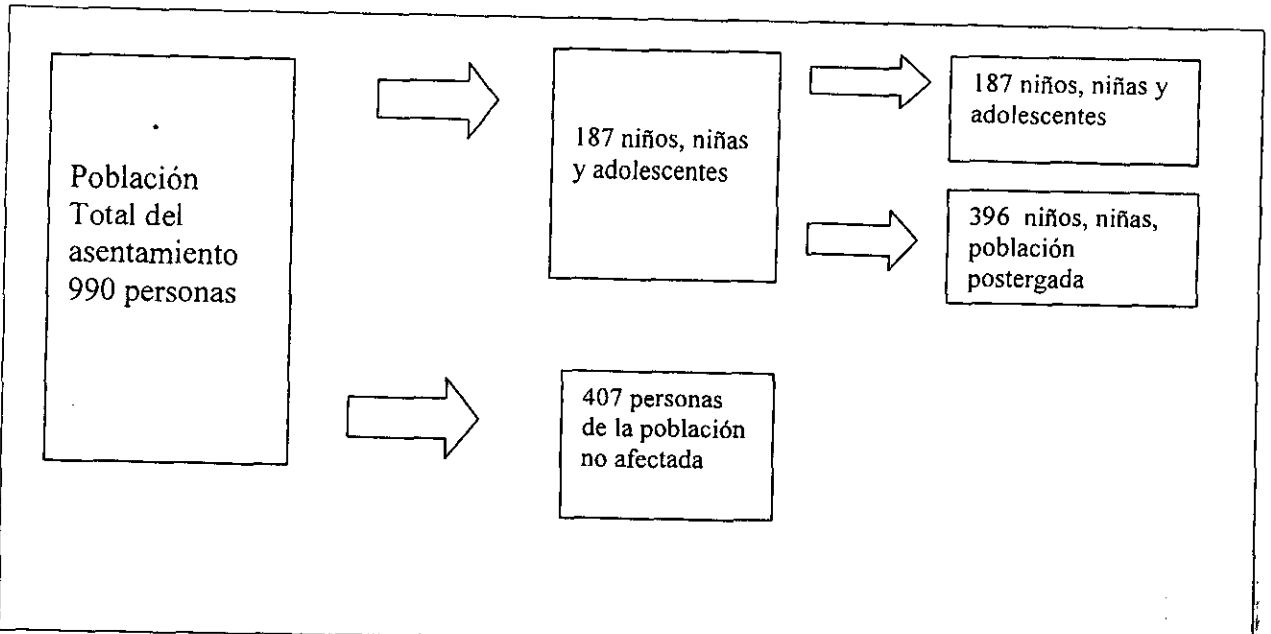 Población
Total del
asentamiento
990 personas
187 niños, niñas
y adolescentes
187 niños, niñas y
adolescentes
396 niños, niñas,
población
postergada
407 personas
de la población
no afectada